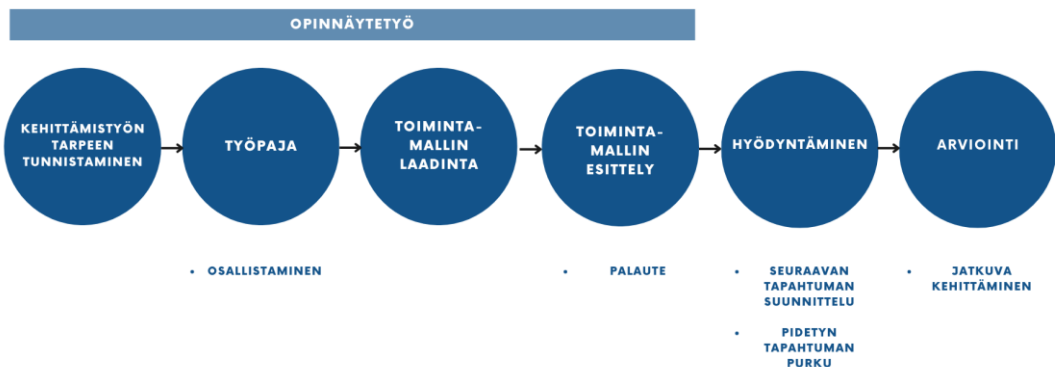 OPINNÄYTETYÖ
KEHITTÄMISTYÖN
TARPEEN
TUNNISTAMINEN
TYÖPAJA
TOIMINTA-
MALLIN
LAADINTA
TOIMINTA-
MALLIN
ESITTELY
HYÖDYNTÄMINEN
ARVIOINTI
• OSALLISTAMINEN
• PALAUTE
• SEURAAVAN
TAPAHTUMAN
SUUNNITTELU
• PIDETYN
TAPAHTUMAN
PURKU
• JATKUVA
KEHITTÄMINEN